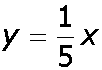 y = 1/5 x